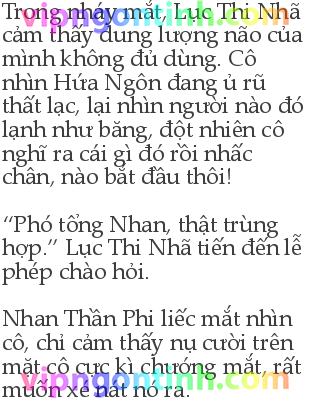 Trong nháy mắt, Lục Thi Nhã
cảm thấy dung lượng não của
mình không đủ dùng. Cô
nhìn Hứa Ngôn đang ủ rũ
thất lạc, lại nhìn người nào đó
lạnh như băng, đột nhiên cô
nghĩ ra cái gì đó rồi nhấc
chân, nào bắt đầu thôi!
“Phó tổng Nhan, thật trùng
hợp.” Lục Thi Nhã tiến đến lễ
phép chào hỏi.
Nhan Thần Phi liếc mắt nhìn
cô, chỉ cảm thấy nụ cười trên
mặt cô cực kì chướng mắt, rất
muốn xé nát nó ra.
vipngontinh.com
vipngontinh.com